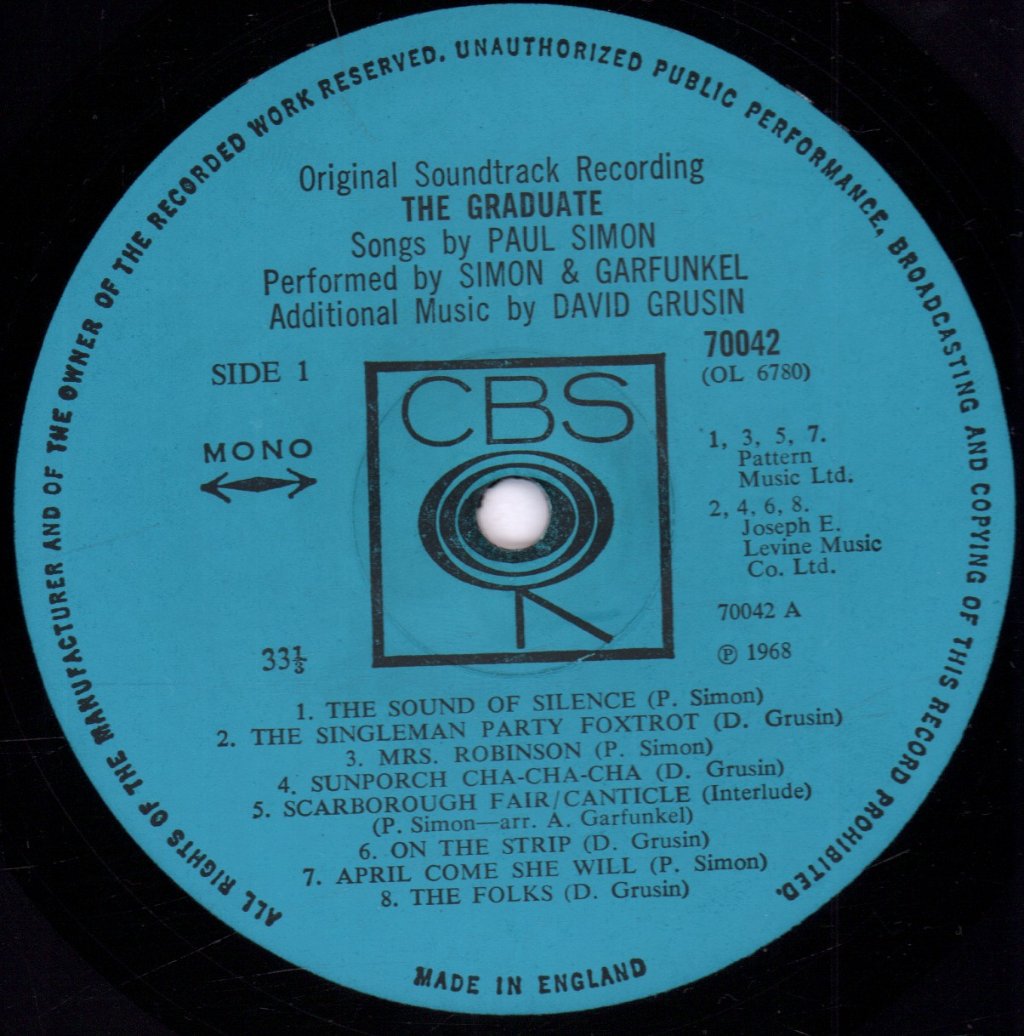 ALL RIGHTS OF THE MANUFACTURER AND OF THE OWNER OF THE RECORDED WORK RESERVED. UNAUTHORIZED PUBLIC PERFORMANCE, BROADCASTING AND COPYING OF THIS RECORD PROHIBITED.
Original Soundtrack Recording
THE GRADUATE
Songs by PAUL SIMON
Performed by SIMON & GARFUNKEL
Additional Music by DAVID GRUSIN
70042
(OL 6780)
SIDE 1
MONO
CBS
1, 3, 5, 7.
Pattern
Music Ltd.
2, 4, 6, 8.
Joseph E.
Levine Music
Co. Ltd.
70042 A
℗ 1968
33⅓
1. THE SOUND OF SILENCE (P. Simon)
2. THE SINGLEMAN PARTY FOXTROT (D. Grusin)
3. MRS. ROBINSON (P. Simon)
4. SUNPORCH CHA-CHA-CHA (D. Grusin)
5. SCARBOROUGH FAIR/CANTICLE (Interlude)
(P. Simon—arr. A. Garfunkel)
6. ON THE STRIP (D. Grusin)
7. APRIL COME SHE WILL (P. Simon)
8. THE FOLKS (D. Grusin)
MADE IN ENGLAND